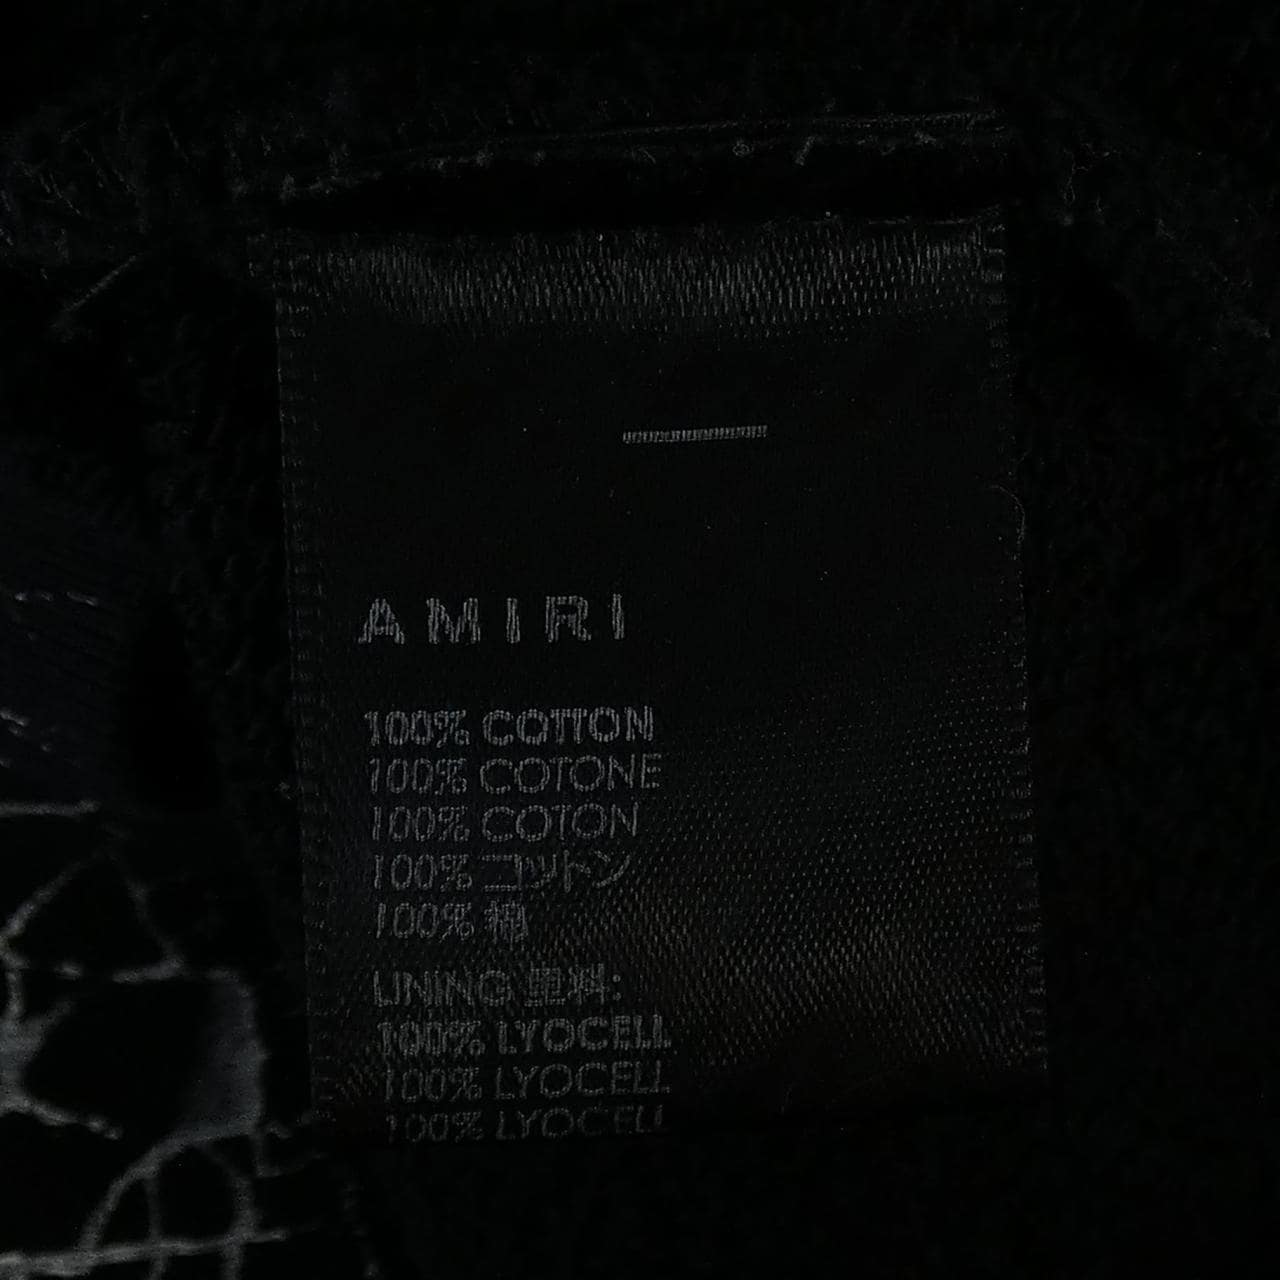 AMIRI
100% COTTON
100% COTONE
100% COTON
100% コットン
100% 棉
LINING 里料:
100% LYOCELL
100% LYOCELL
100% LYOCELL